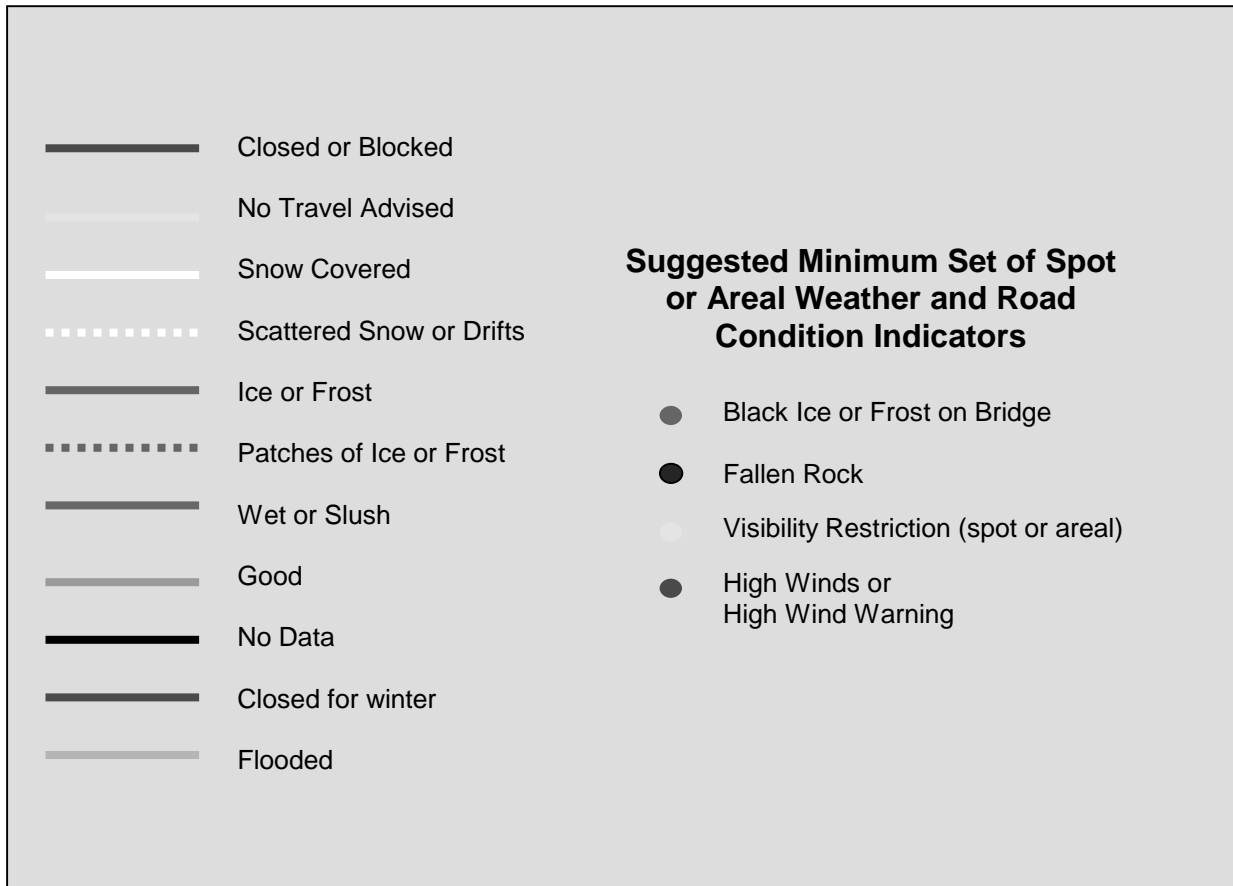 Closed or Blocked
No Travel Advised
Snow Covered
Scattered Snow or Drifts
Ice or Frost
Patches of Ice or Frost
Wet or Slush
Good
No Data
Closed for winter
Flooded
Suggested Minimum Set of Spot
or Areal Weather and Road
Condition Indicators
Black Ice or Frost on Bridge
Fallen Rock
Visibility Restriction (spot or areal)
High Winds or
High Wind Warning